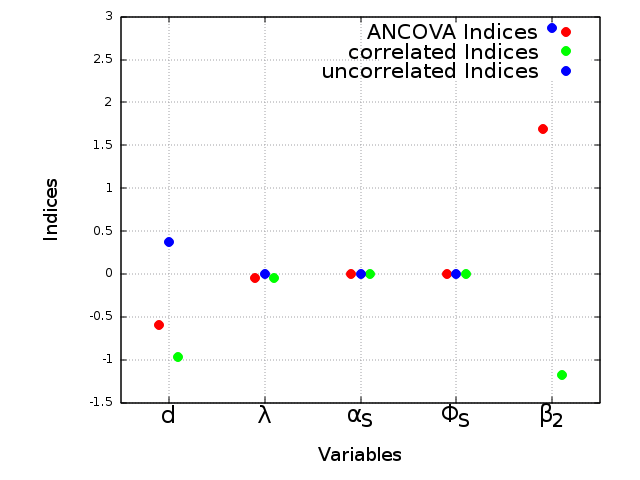 3
2.5
2
1.5
1
0.5
0
-0.5
-1
-1.5
Indices
ANCOVA Indices
correlated Indices
uncorrelated Indices
d λ αS ΦS β2
Variables